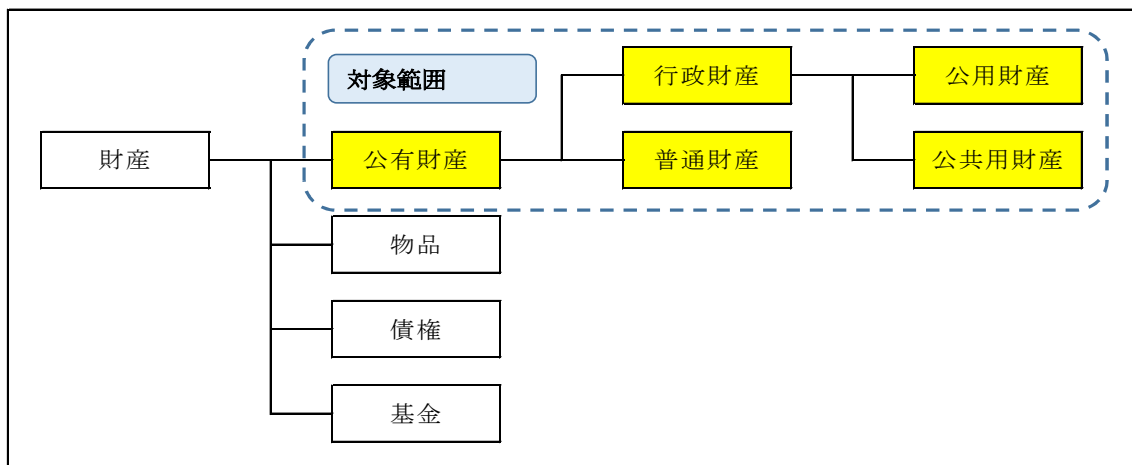 対象範囲
行政財産
公用財産
財産
公有財産
普通財産
公共用財産
物品
債権
基金